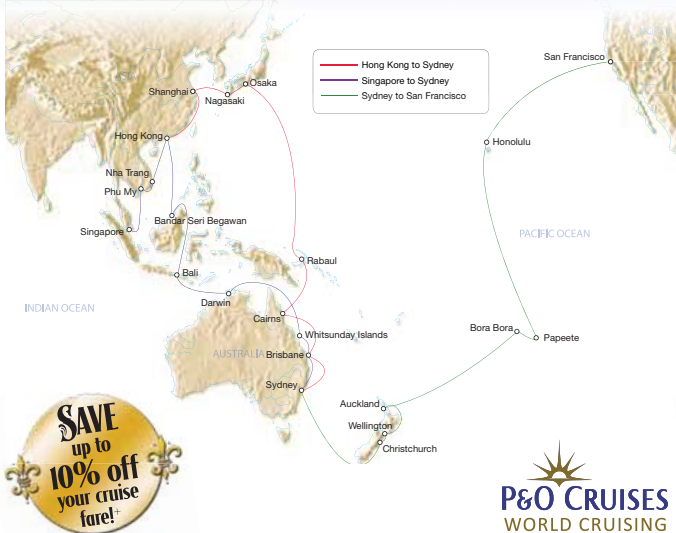 Hong Kong to Sydney
Singapore to Sydney
Sydney to San Francisco
San Francisco
ASIA
Shanghai
Osaka
Nagasaki
Hong Kong
Honolulu
Nha Trang
Phu My
Bandar Seri Begawan
Singapore
PACIFIC OCEAN
Rabaul
Bali
INDIAN OCEAN
Darwin
Cairns
Whitsunday Islands
Bora Bora
Papeete
AUSTRALIA
Brisbane
Sydney
Auckland
Wellington
Christchurch
SAVE
up to
10% off
your cruise
fare!+
P&O CRUISES
WORLD CRUISING